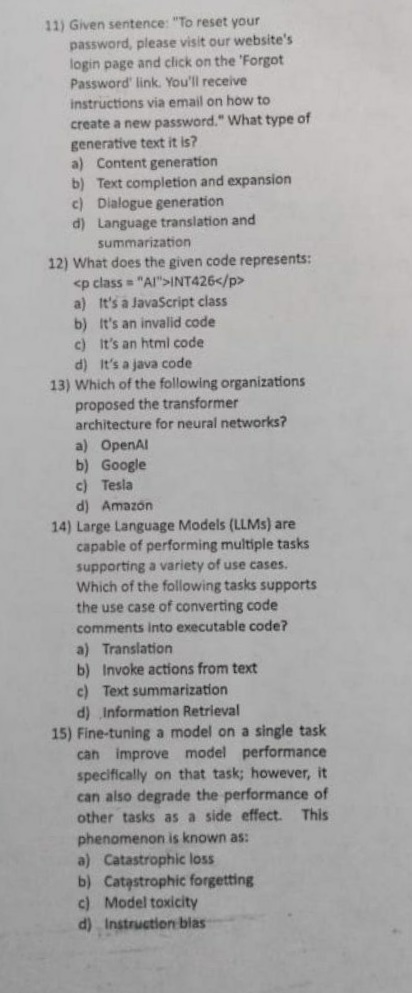 11) Given sentence: "To reset your
password, please visit our website's
login page and click on the 'Forgot
Password' link. You'll receive
instructions via email on how to
create a new password." What type of
generative text it is?
a) Content generation
b) Text completion and expansion
c) Dialogue generation
d) Language translation and
summarization
12) What does the given code represents:
<p class = "AI">INT426</p>
a) It's a JavaScript class
b) It's an invalid code
c) It's an html code
d) It's a java code
13) Which of the following organizations
proposed the transformer
architecture for neural networks?
a) OpenAI
b) Google
c) Tesla
d) Amazon
14) Large Language Models (LLMs) are
capable of performing multiple tasks
supporting a variety of use cases.
Which of the following tasks supports
the use case of converting code
comments into executable code?
a) Translation
b) Invoke actions from text
c) Text summarization
d) Information Retrieval
15) Fine-tuning a model on a single task
can improve model performance
specifically on that task; however, it
can also degrade the performance of
other tasks as a side effect. This
phenomenon is known as:
a) Catastrophic loss
b) Catastrophic forgetting
c) Model toxicity
d) Instruction bias